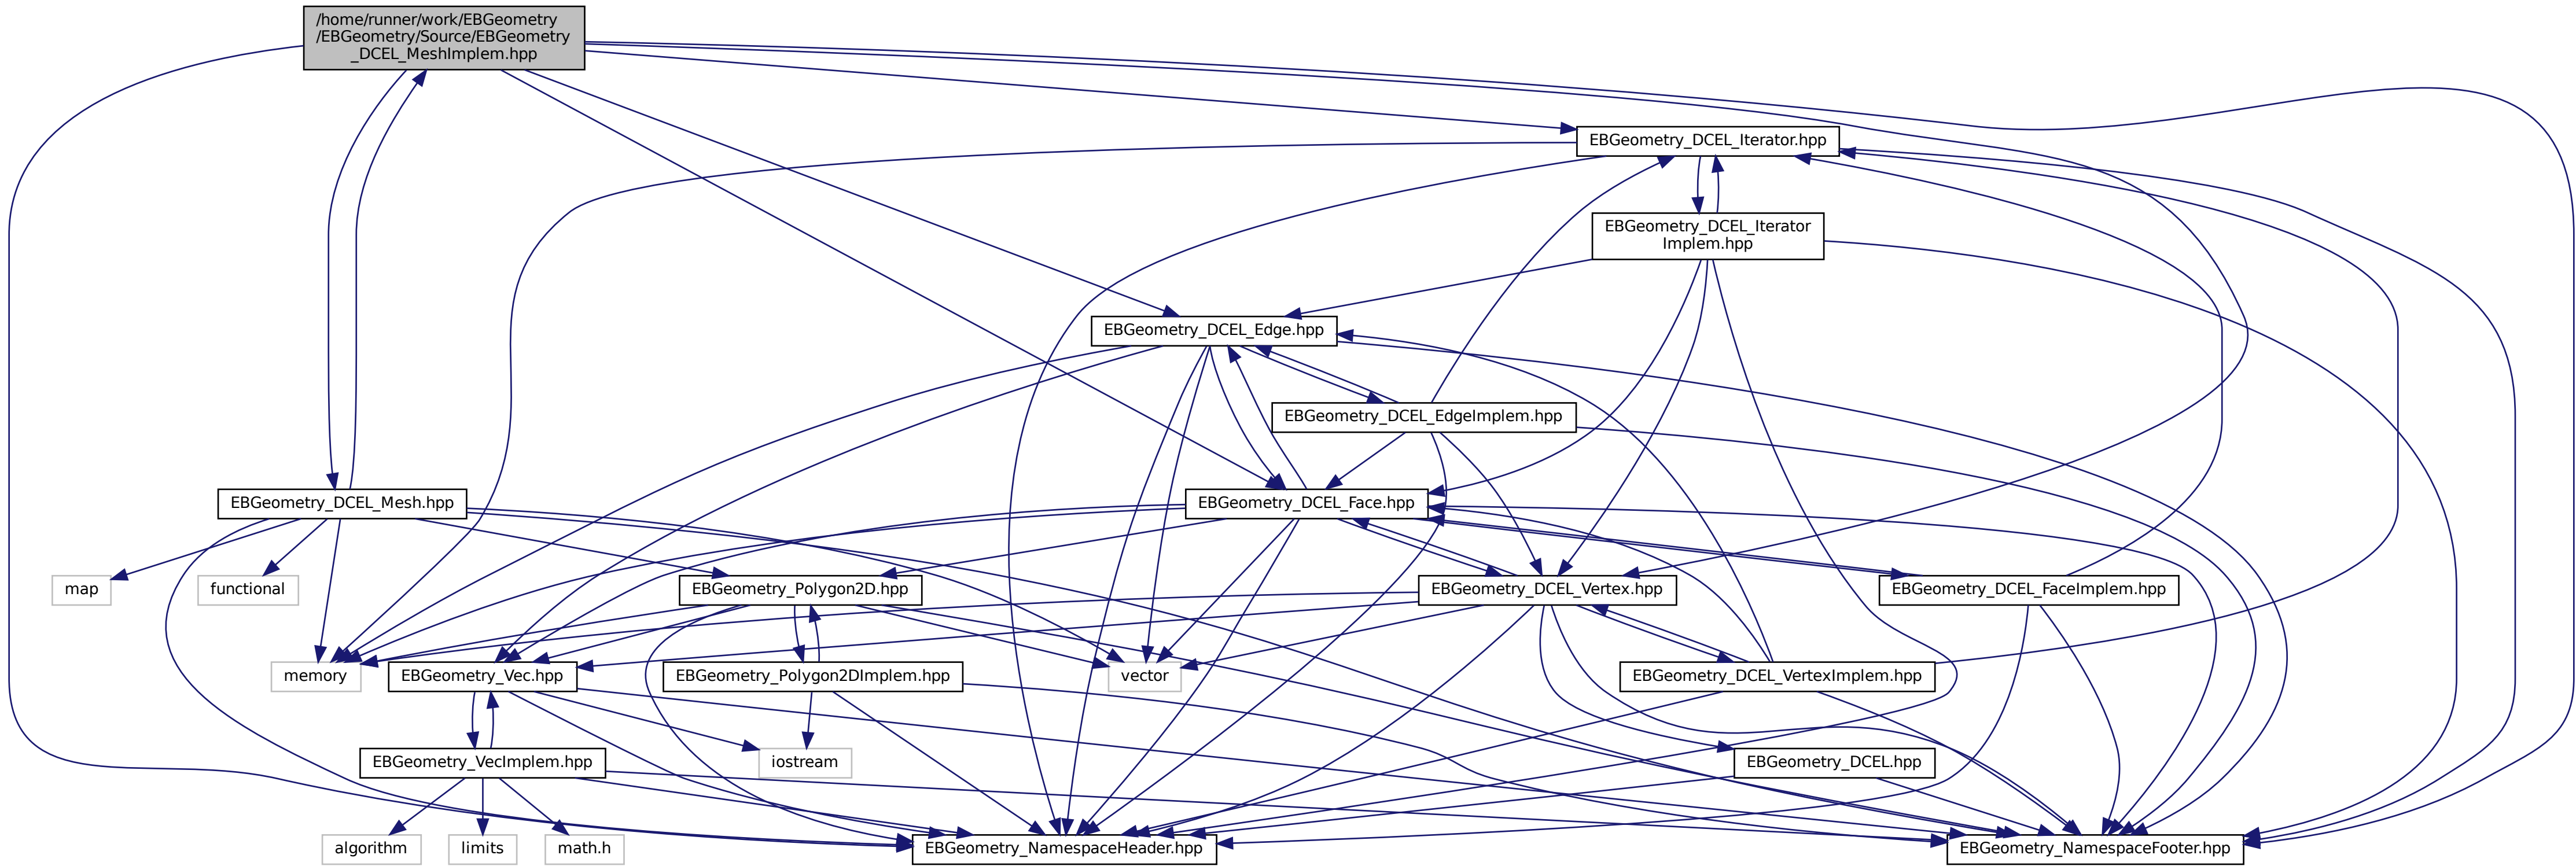 /home/runner/work/EBGeometry
/EBGeometry/Source/EBGeometry
_DCEL_MeshImplem.hpp
EBGeometry_DCEL_Iterator.hpp
EBGeometry_DCEL_Iterator
Implem.hpp
EBGeometry_DCEL_Edge.hpp
EBGeometry_DCEL_EdgeImplem.hpp
EBGeometry_DCEL_Mesh.hpp
EBGeometry_DCEL_Face.hpp
map
functional
EBGeometry_Polygon2D.hpp
EBGeometry_DCEL_Vertex.hpp
EBGeometry_DCEL_FaceImplem.hpp
memory
EBGeometry_Vec.hpp
EBGeometry_Polygon2DImplem.hpp
vector
EBGeometry_DCEL_VertexImplem.hpp
EBGeometry_VecImplem.hpp
iostream
EBGeometry_DCEL.hpp
algorithm
limits
math.h
EBGeometry_NamespaceHeader.hpp
EBGeometry_NamespaceFooter.hpp